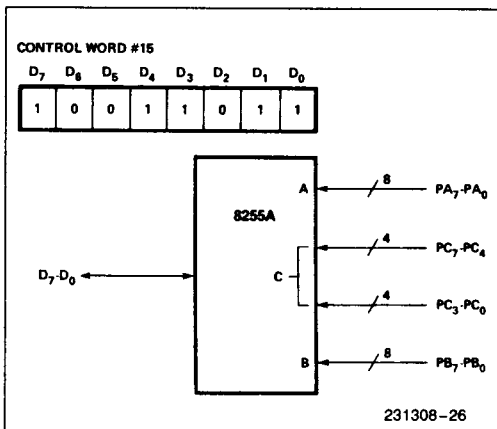 CONTROL WORD #15
D7 D6 D5 D4 D3 D2 D1 D0
1 0 0 1 1 0 1 1
8255A
A 8 PA7-PA0
4 PC7-PC4
D7-D0 C
4 PC3-PC0
B 8 PB7-PB0
231308-26